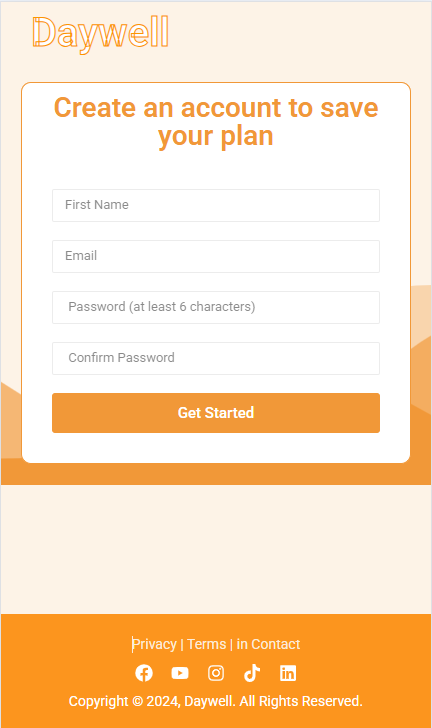 Daywell
Create an account to save
your plan
First Name
Email
Password (at least 6 characters)
Confirm Password
Get Started
Privacy | Terms | in Contact
Copyright © 2024, Daywell. All Rights Reserved.